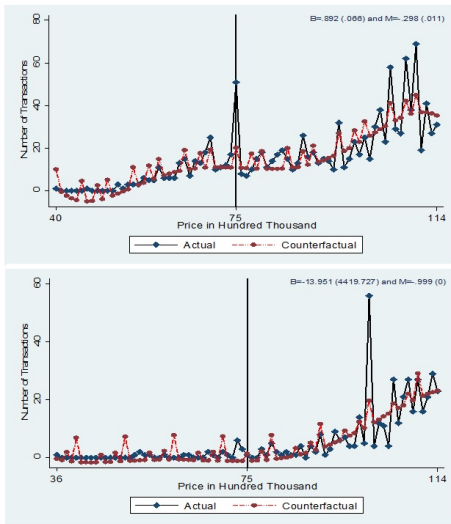 B=.892 (.066) and M=-.298 (.011)
80
60
40
20
0
Number of Transactions
40 75 114
Price in Hundred Thousand
Actual Counterfactual
B=-13.951 (4419.727) and M=-.999 (0)
60
40
20
0
Number of Transactions
36 75 114
Price in Hundred Thousand
Actual Counterfactual